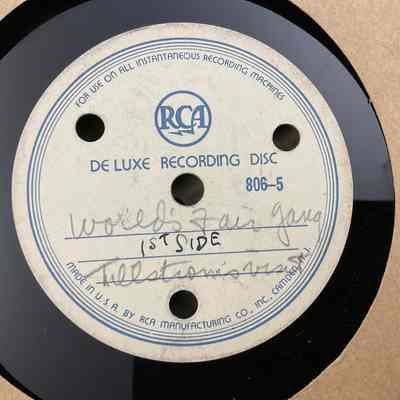 FOR USE ON ALL INSTANTANEOUS RECORDING MACHINES
RCA
DE LUXE RECORDING DISC
806-5
World's Fair gang
1ST SIDE
MADE IN U.S.A. BY RCA MANUFACTURING CO., INC., CAMDEN, N.J.